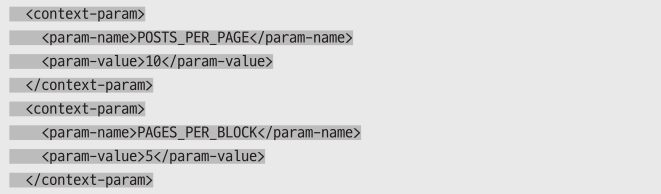 <context-param>
<param-name>POSTS_PER_PAGE</param-name>
<param-value>10</param-value>
</context-param>
<context-param>
<param-name>PAGES_PER_BLOCK</param-name>
<param-value>5</param-value>
</context-param>